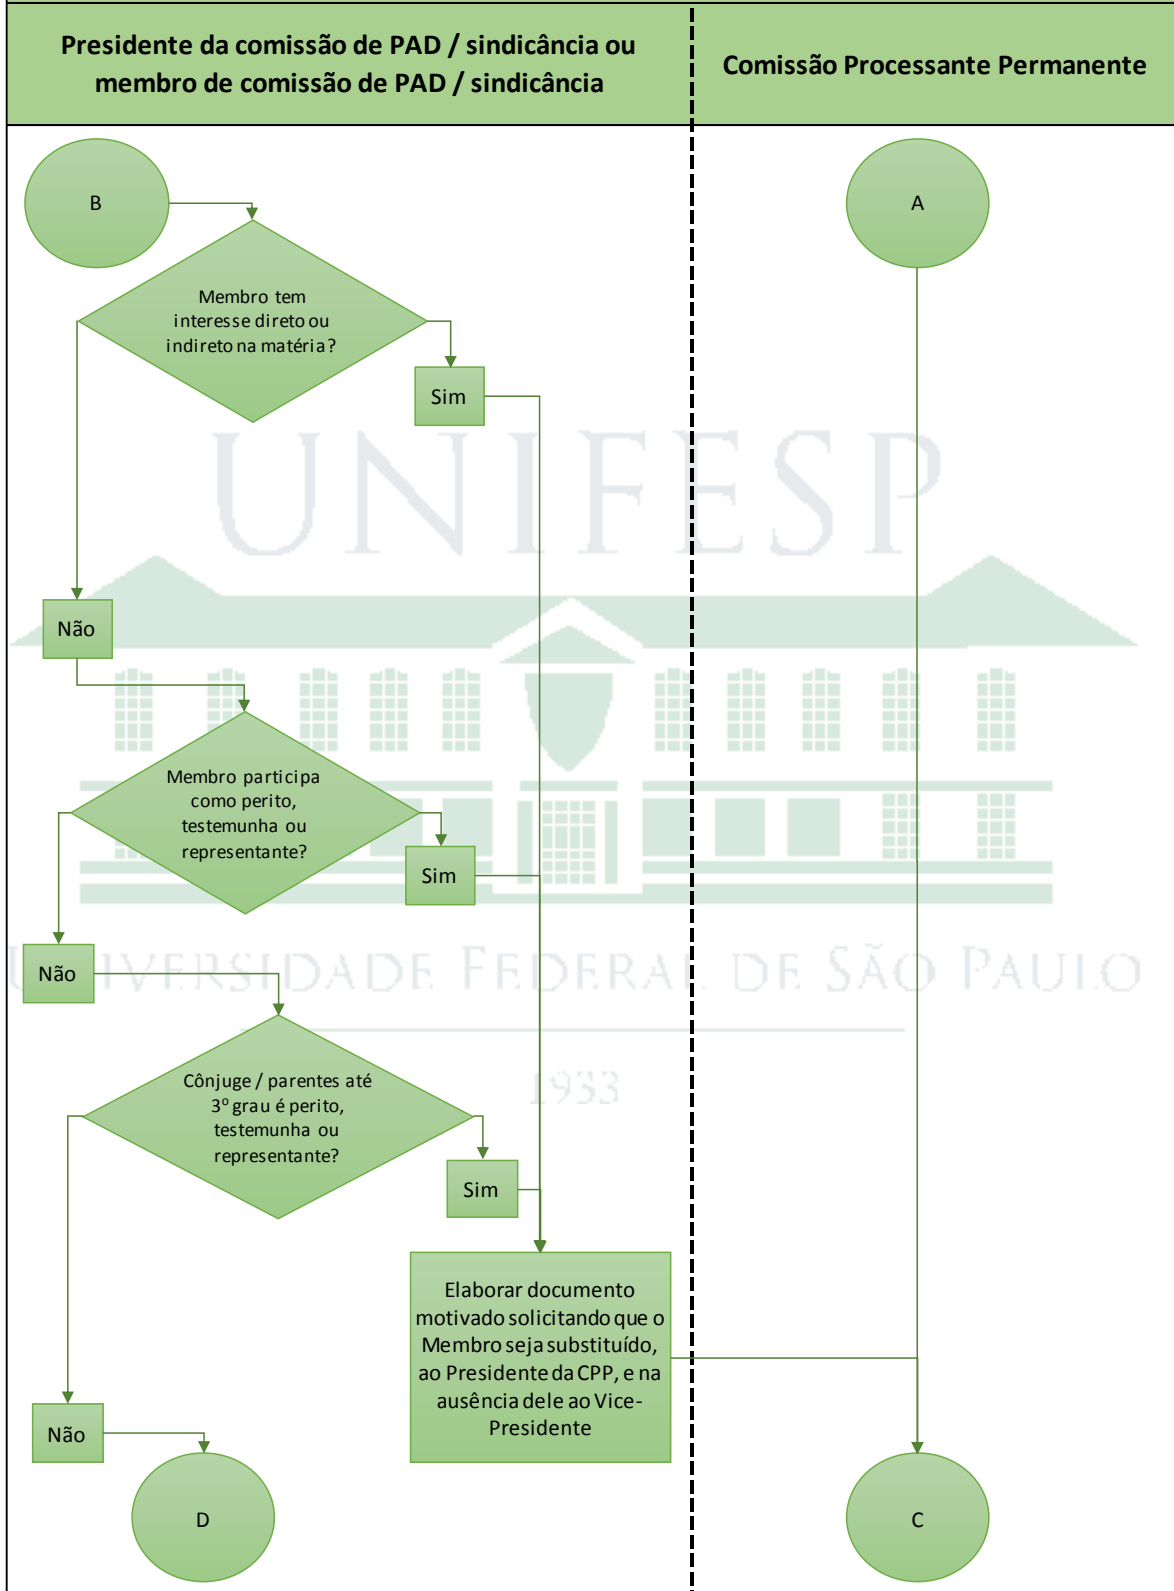 Presidente da comissão de PAD / sindicância ou
membro de comissão de PAD / sindicância
Comissão Processante Permanente
B
A
Membro tem
interesse direto ou
indireto na matéria?
Sim
UNIFESP
Não
Membro participa
como perito,
testemunha ou
representante?
Sim
Não
UNIVERSIDADE FEDERAL DE SÃO PAULO
1933
Cônjuge / parentes até
3º grau é perito,
testemunha ou
representante?
Sim
Elaborar documento
motivado solicitando que o
Membro seja substituído,
ao Presidente da CPP, e na
ausência dele ao Vice-
Presidente
Não
D
C